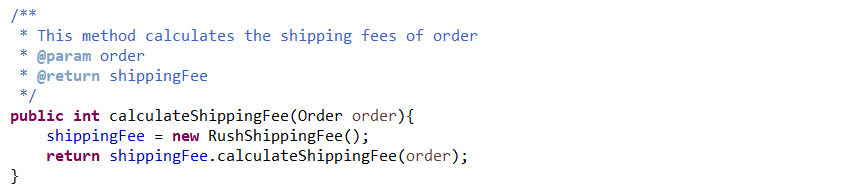 /**
 * This method calculates the shipping fees of order
 * @param order
 * @return shippingFee
 */
public int calculateShippingFee(Order order){
    shippingFee = new RushShippingFee();
    return shippingFee.calculateShippingFee(order);
}